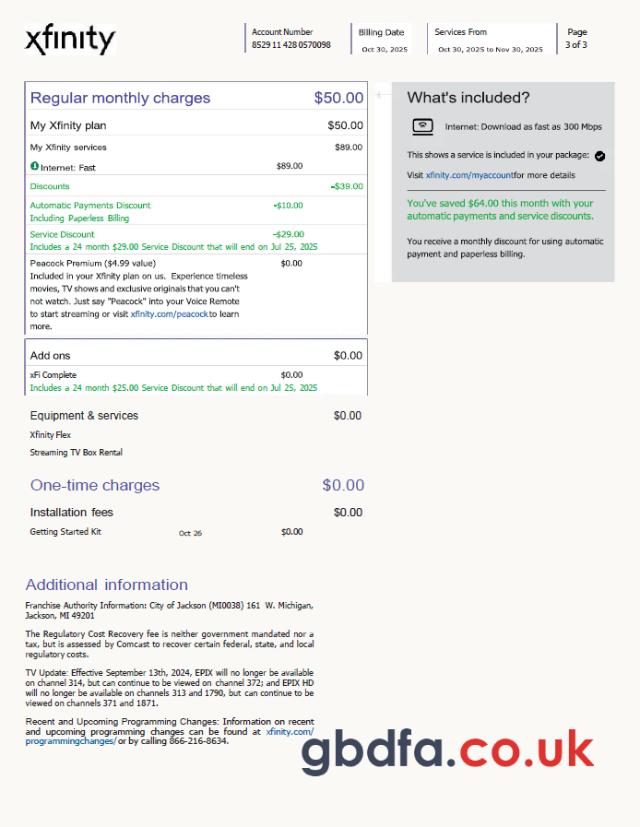 xfinity
Account Number
8529 11 428 0570098
Billing Date
Oct 30, 2025
Services From
Oct 30, 2025 to Nov 30, 2025
Page
3 of 3
Regular monthly charges $50.00
My Xfinity plan $50.00
My Xfinity services $89.00
Internet: Fast $89.00
Discounts -$39.00
Automatic Payments Discount -$10.00
Including Paperless Billing
Service Discount -$29.00
Includes a 24 month $29.00 Service Discount that will end on Jul 25, 2025
Peacock Premium ($4.99 value) $0.00
Included in your Xfinity plan on us. Experience timeless
movies, TV shows and exclusive originals that you can't
not watch. Just say "Peacock" into your Voice Remote
to start streaming or visit xfinity.com/peacockto learn
more.
Add ons $0.00
xFi Complete $0.00
Includes a 24 month $25.00 Service Discount that will end on Jul 25, 2025
Equipment & services $0.00
Xfinity Flex
Streaming TV Box Rental
One-time charges $0.00
Installation fees $0.00
Getting Started Kit Oct 26 $0.00
What's included?
Internet: Download as fast as 300 Mbps
This shows a service is included in your package:
Visit xfinity.com/myaccountfor more details
You've saved $64.00 this month with your
automatic payments and service discounts.
You receive a monthly discount for using automatic
payment and paperless billing.
Additional information
Franchise Authority Information: City of Jackson (MI0038) 161 W. Michigan,
Jackson, MI 49201
The Regulatory Cost Recovery fee is neither government mandated nor a
tax, but is assessed by Comcast to recover certain federal, state, and local
regulatory costs.
TV Update: Effective September 13th, 2024, EPIX will no longer be available
on channel 314, but can continue to be viewed on channel 372; and EPIX HD
will no longer be available on channels 313 and 1790, but can continue to be
viewed on channels 371 and 1871.
Recent and Upcoming Programming Changes: Information on recent
and upcoming programming changes can be found at xfinity.com/
programmingchanges/ or by calling 866-216-8634.
gbdfa.co.uk